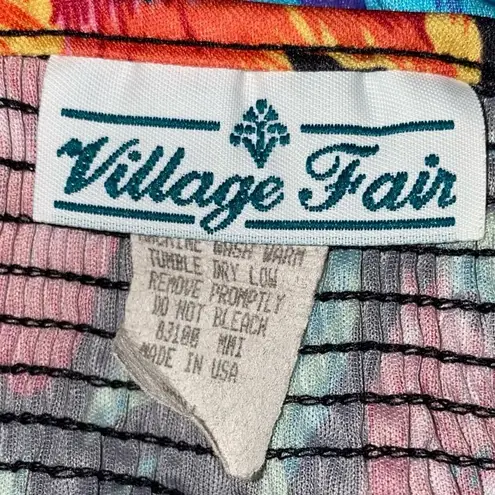 Village Fair
MACHINE WASH WARM
TUMBLE DRY LOW
REMOVE PROMPTLY
DO NOT BLEACH
83100 MMI
MADE IN USA